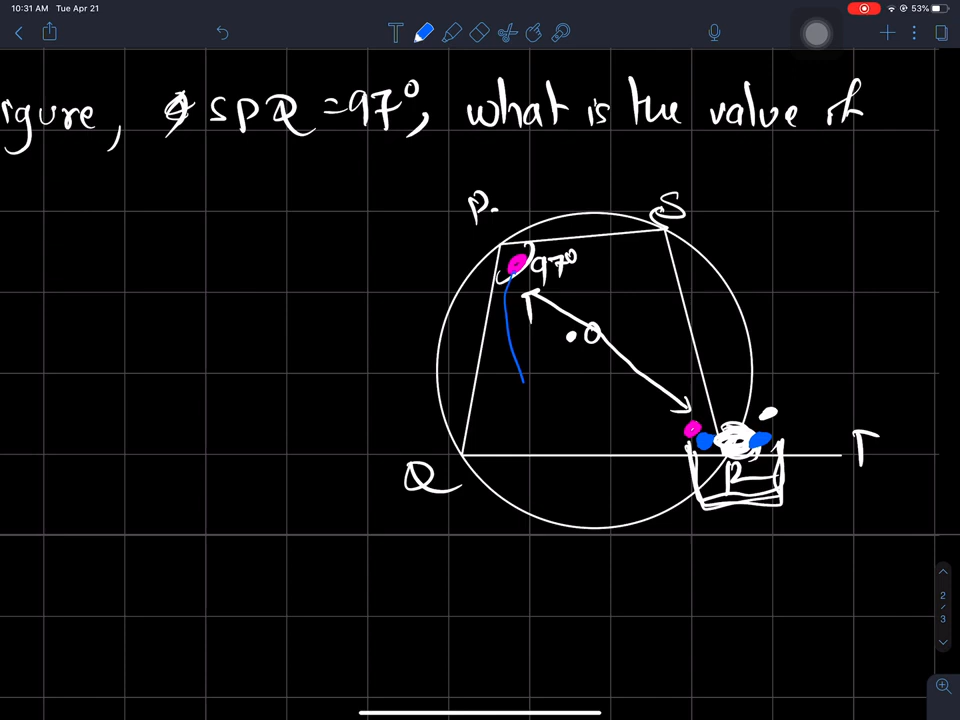 10:31 AM Tue Apr 21
53%
igure, ∢SPQ = 97°, what is the value of
P.
S
97°
.O
T
Q
R
2
/
3